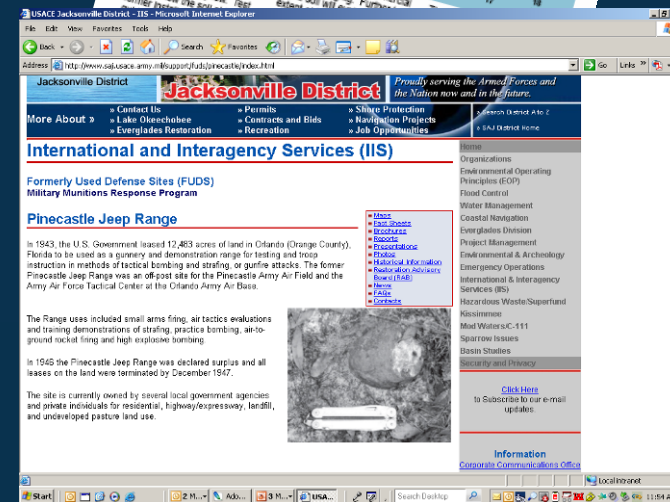 USACE Jacksonville District - IIS - Microsoft Internet Explorer
File Edit View Favorites Tools Help
Back Search Favorites
Address http://www.saj.usace.army.mil/support/fuds/pinecastle/index.html Go Links »
Jacksonville District
Jacksonville District
Proudly serving the Armed Forces and
the Nation now and in the future.
More About »
» Contact Us
» Lake Okeechobee
» Everglades Restoration
» Permits
» Contracts and Bids
» Recreation
» Shore Protection
» Navigation Projects
» Job Opportunities
» Search District A to Z
» SAJ District Home
International and Interagency Services (IIS)
Formerly Used Defense Sites (FUDS)
Military Munitions Response Program
Pinecastle Jeep Range
In 1943, the U.S. Government leased 12,483 acres of land in Orlando (Orange County),
Florida to be used as a gunnery and demonstration range for testing and troop
instruction in methods of tactical bombing and strafing, or gunfire attacks. The former
Pinecastle Jeep Range was an off-post site for the Pinecastle Army Air Field and the
Army Air Force Tactical Center at the Orlando Army Air Base.
The Range uses included small arms firing, air tactics evaluations
and training demonstrations of strafing, practice bombing, air-to-
ground rocket firing and high explosive bombing.
In 1946 the Pinecastle Jeep Range was declared surplus and all
leases on the land were terminated by December 1947.
The site is currently owned by several local government agencies
and private individuals for residential, highway/expressway, landfill,
and undeveloped pasture land use.
Maps
Fact Sheets
Brochures
Reports
Presentations
Photos
Historical Information
Restoration Advisory
Board (RAB)
News
FAQs
Contacts
Home
Organizations
Environmental Operating
Principles (EOP)
Flood Control
Water Management
Coastal Navigation
Everglades Division
Project Management
Environmental & Archeology
Emergency Operations
International & Interagency
Services (IIS)
Hazardous Waste/Superfund
Kissimmee
Mod Waters/C-111
Sparrow Issues
Basin Studies
Security and Privacy
Click Here
to Subscribe to our e-mail
updates.
Information
Corporate Communications Office
Local intranet
Start 2 M... Ado... 3 M... USA... Search Desktop